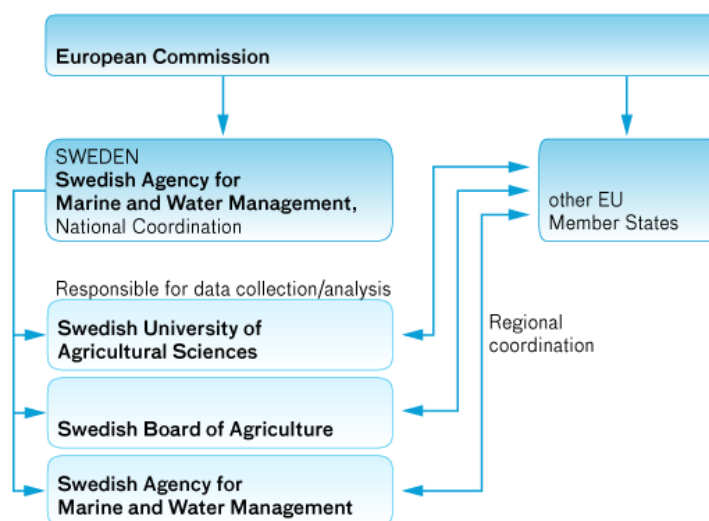 European Commission
SWEDEN
Swedish Agency for
Marine and Water Management,
National Coordination
other EU
Member States
Responsible for data collection/analysis
Swedish University of
Agricultural Sciences
Regional
coordination
Swedish Board of Agriculture
Swedish Agency for
Marine and Water Management